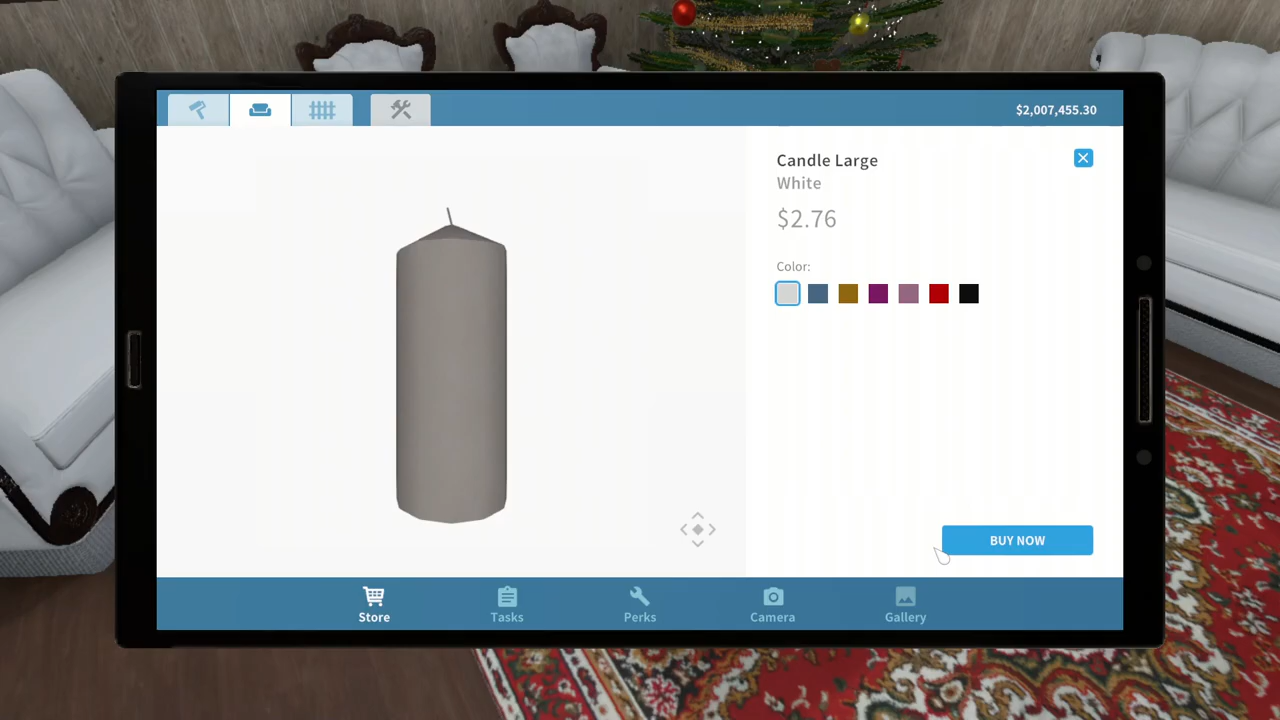 $2,007,455.30
Candle Large
White
$2.76
Color:
BUY NOW
Store
Tasks
Perks
Camera
Gallery